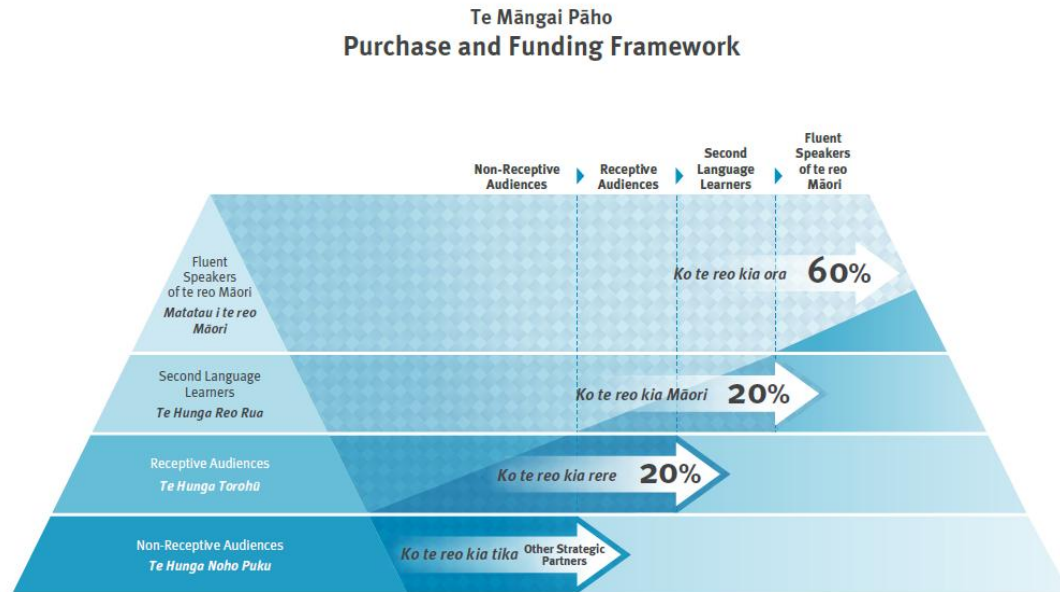 Te Māngai Pāho
Purchase and Funding Framework
Non-Receptive
Audiences
Receptive
Audiences
Second
Language
Learners
Fluent
Speakers
of te reo
Māori
Fluent
Speakers
of te reo Māori
Matatau i te reo
Māori
Ko te reo kia ora 60%
Second Language
Learners
Te Hunga Reo Rua
Ko te reo kia Māori 20%
Receptive Audiences
Te Hunga Torohū
Ko te reo kia rere 20%
Non-Receptive Audiences
Te Hunga Noho Puku
Ko te reo kia tika
Other Strategic
Partners